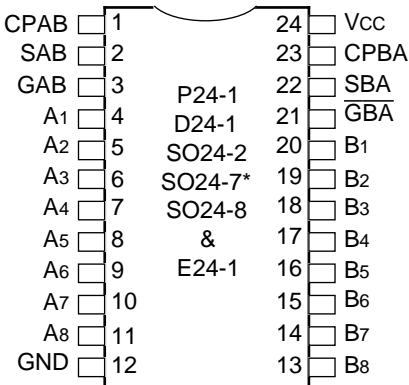 CPAB 1 24 VCC
SAB 2 23 CPBA
GAB 3 22 SBA
A1 4 P24-1 21 GBA
A2 5 D24-1 20 B1
A3 6 SO24-2 19 B2
A4 7 SO24-7* 18 B3
A5 8 SO24-8 17 B4
A6 9 & 16 B5
A7 10 E24-1 15 B6
A8 11 14 B7
GND 12 13 B8